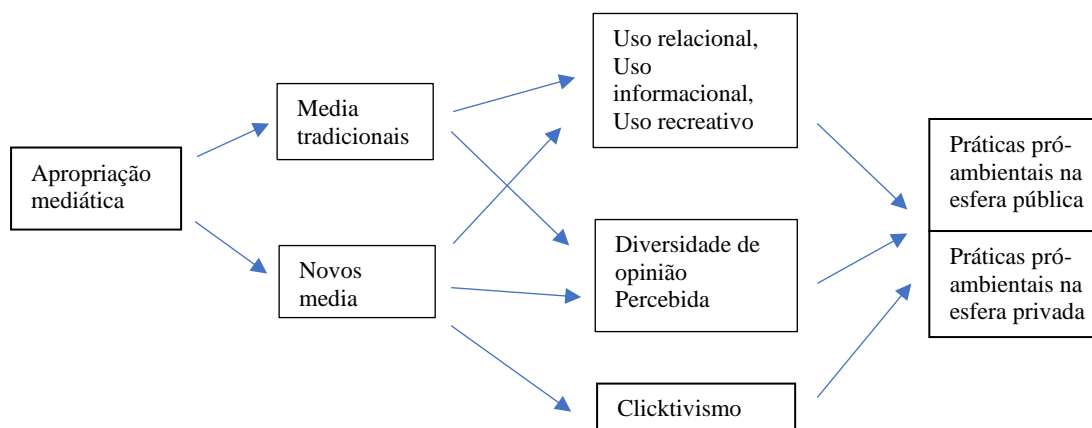 Apropriação
mediática
Media
tradicionais
Novos
media
Uso relacional,
Uso
informacional,
Uso recreativo
Diversidade de
opinião
Percebida
Clicktivismo
Práticas pró-
ambientais na
esfera pública
Práticas pró-
ambientais na
esfera privada